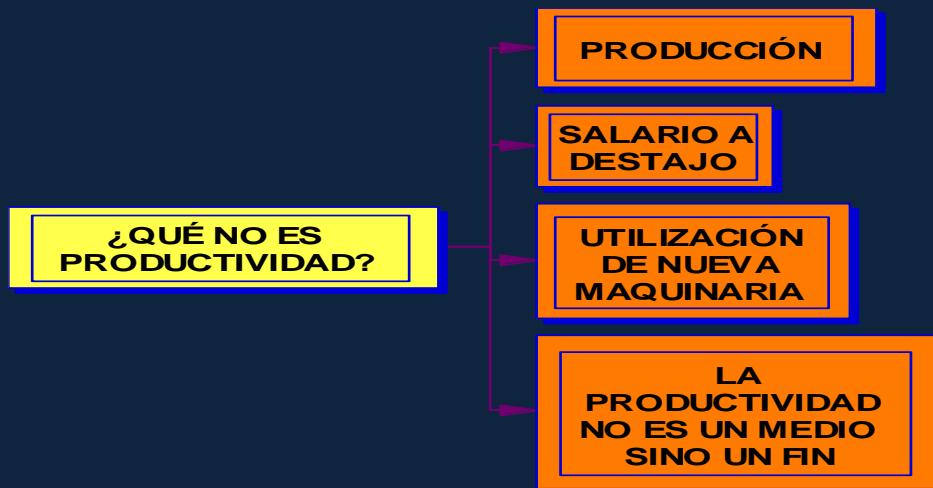 ¿QUÉ NO ES
PRODUCTIVIDAD?
PRODUCCIÓN
SALARIO A
DESTAJO
UTILIZACIÓN
DE NUEVA
MAQUINARIA
LA
PRODUCTIVIDAD
NO ES UN MEDIO
SINO UN FIN